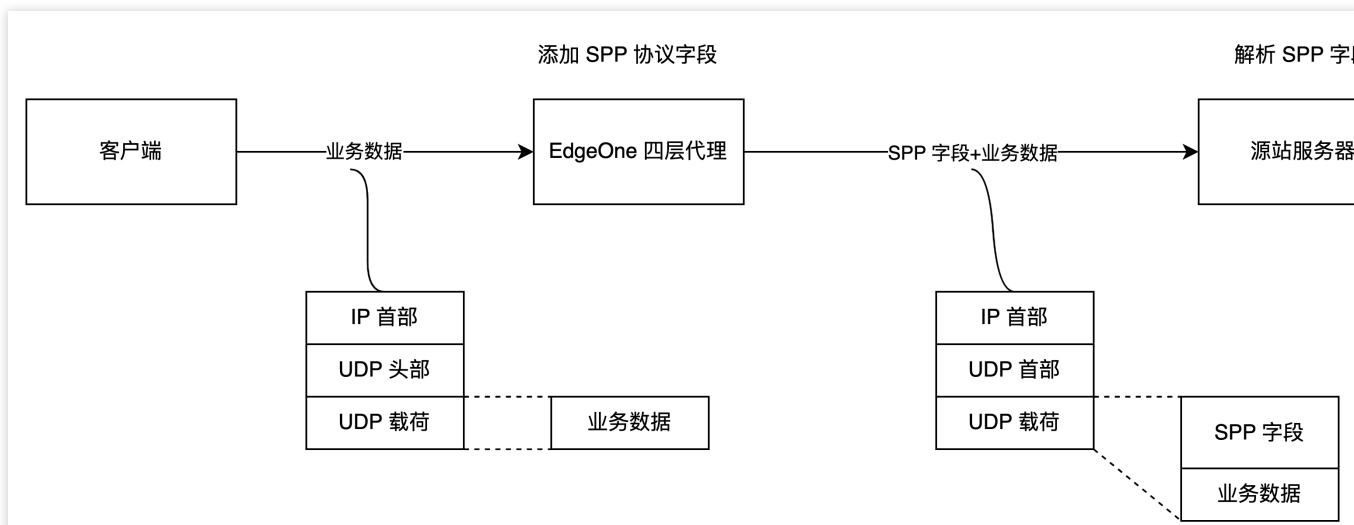 添加 SPP 协议字段
解析 SPP 字
客户端
业务数据
EdgeOne 四层代理
SPP 字段+业务数据
源站服务器
IP 首部
UDP 头部
UDP 载荷
业务数据
IP 首部
UDP 首部
UDP 载荷
SPP 字段
业务数据